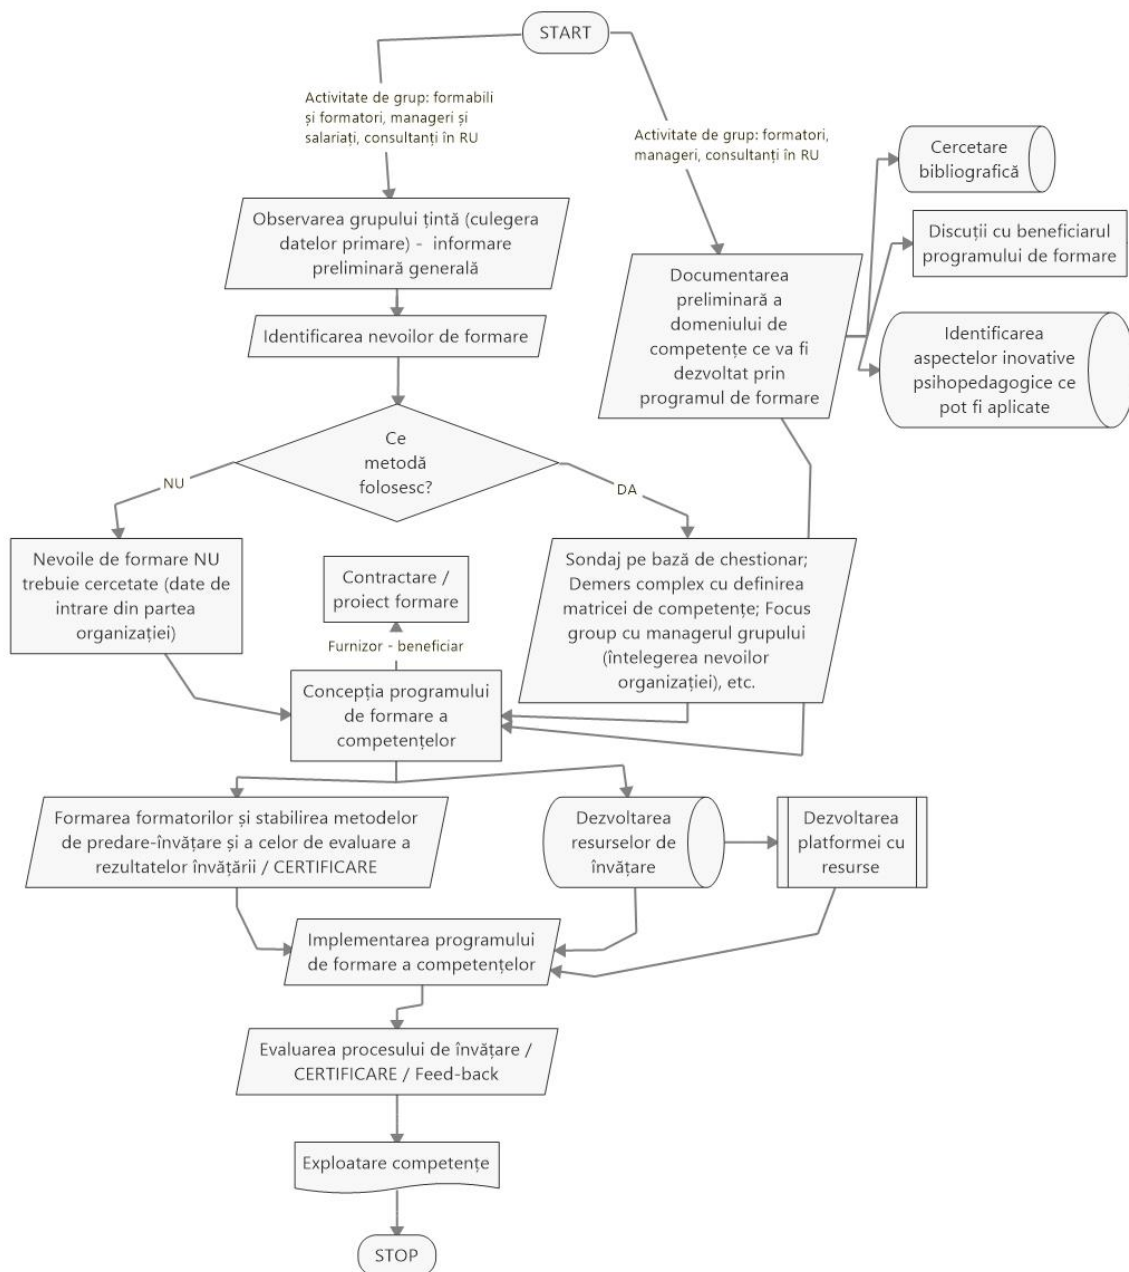 START
Activitate de grup: formabili
și formatori, manageri și
salariați, consultanți în RU
Activitate de grup: formatori,
manageri, consultanți în RU
Cercetare
bibliografică
Observarea grupului țintă (culegera
datelor primare) - informare
preliminară generală
Discuții cu beneficiarul
programului de formare
Documentarea
preliminară a
domeniului de
competențe ce va fi
dezvoltat prin
programul de formare
Identificarea nevoilor de formare
Identificarea
aspectelor inovative
psihopedagogice ce
pot fi aplicate
Ce
metodă
folosesc?
NU
DA
Nevoile de formare NU
trebuie cercetate (date de
intrare din partea
organizației)
Contractare /
proiect formare
Sondaj pe bază de chestionar;
Demers complex cu definirea
matricei de competențe; Focus
group cu managerul grupului
(întelegerea nevoilor
organizației), etc.
Furnizor - beneficiar
Concepția programului
de formare a
competențelor
Formarea formatorilor și stabilirea metodelor
de predare-învățare și a celor de evaluare a
rezultatelor învățării / CERTIFICARE
Dezvoltarea
resurselor de
învățare
Dezvoltarea
platformei cu
resurse
Implementarea programului
de formare a competențelor
Evaluarea procesului de învățare /
CERTIFICARE / Feed-back
Exploatare competențe
STOP